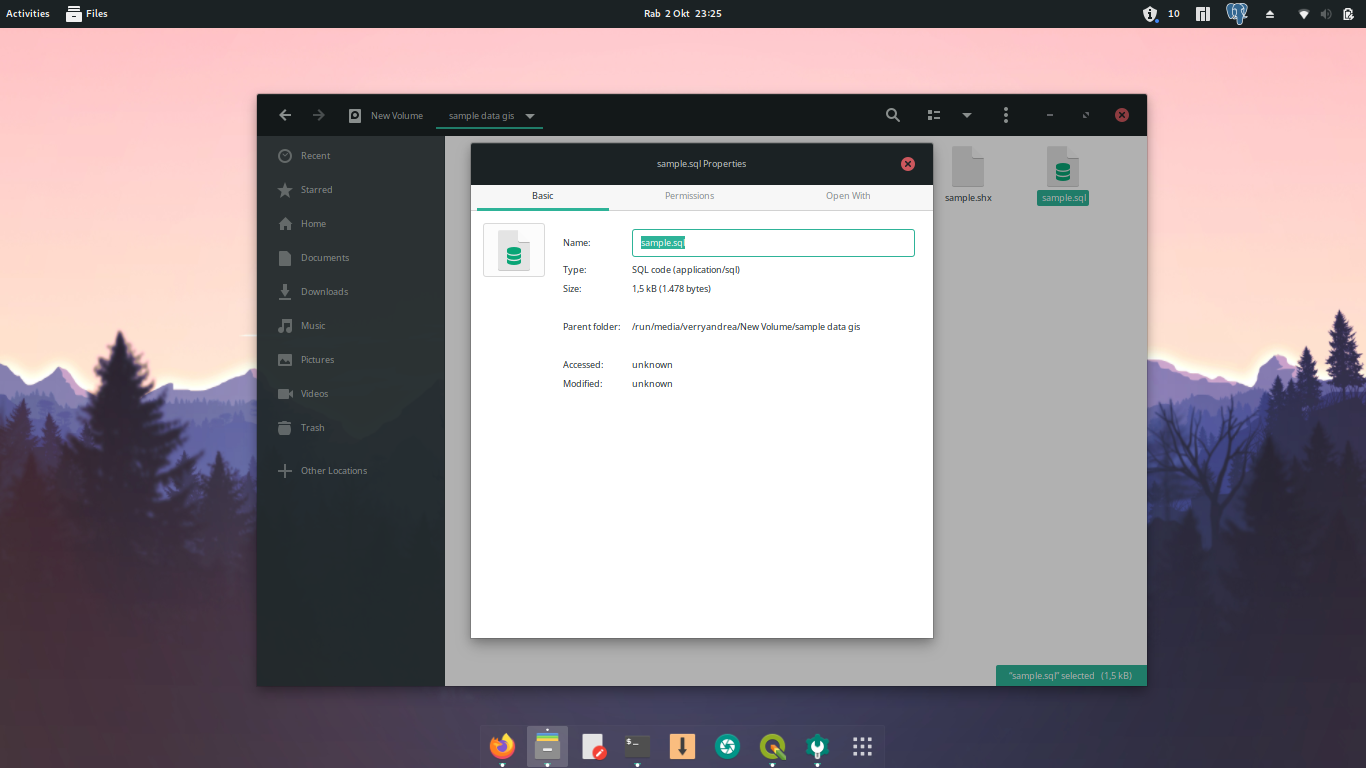 Activities Files Rab 2 Okt 23:25 10
New Volume sample data gis
Recent
Starred
Home
Documents
Downloads
Music
Pictures
Videos
Trash
Other Locations
sample.shx sample.sql
sample.sql Properties
Basic Permissions Open With
Name: sample.sql
Type: SQL code (application/sql)
Size: 1,5 kB (1.478 bytes)
Parent folder: /run/media/verryandrea/New Volume/sample data gis
Accessed: unknown
Modified: unknown
"sample.sql" selected (1,5 kB)
$ _